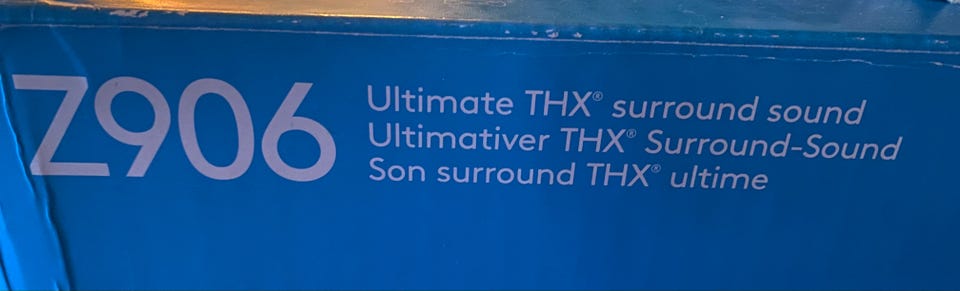 Z906
Ultimate THX® surround sound
Ultimativer THX® Surround-Sound
Son surround THX® ultime